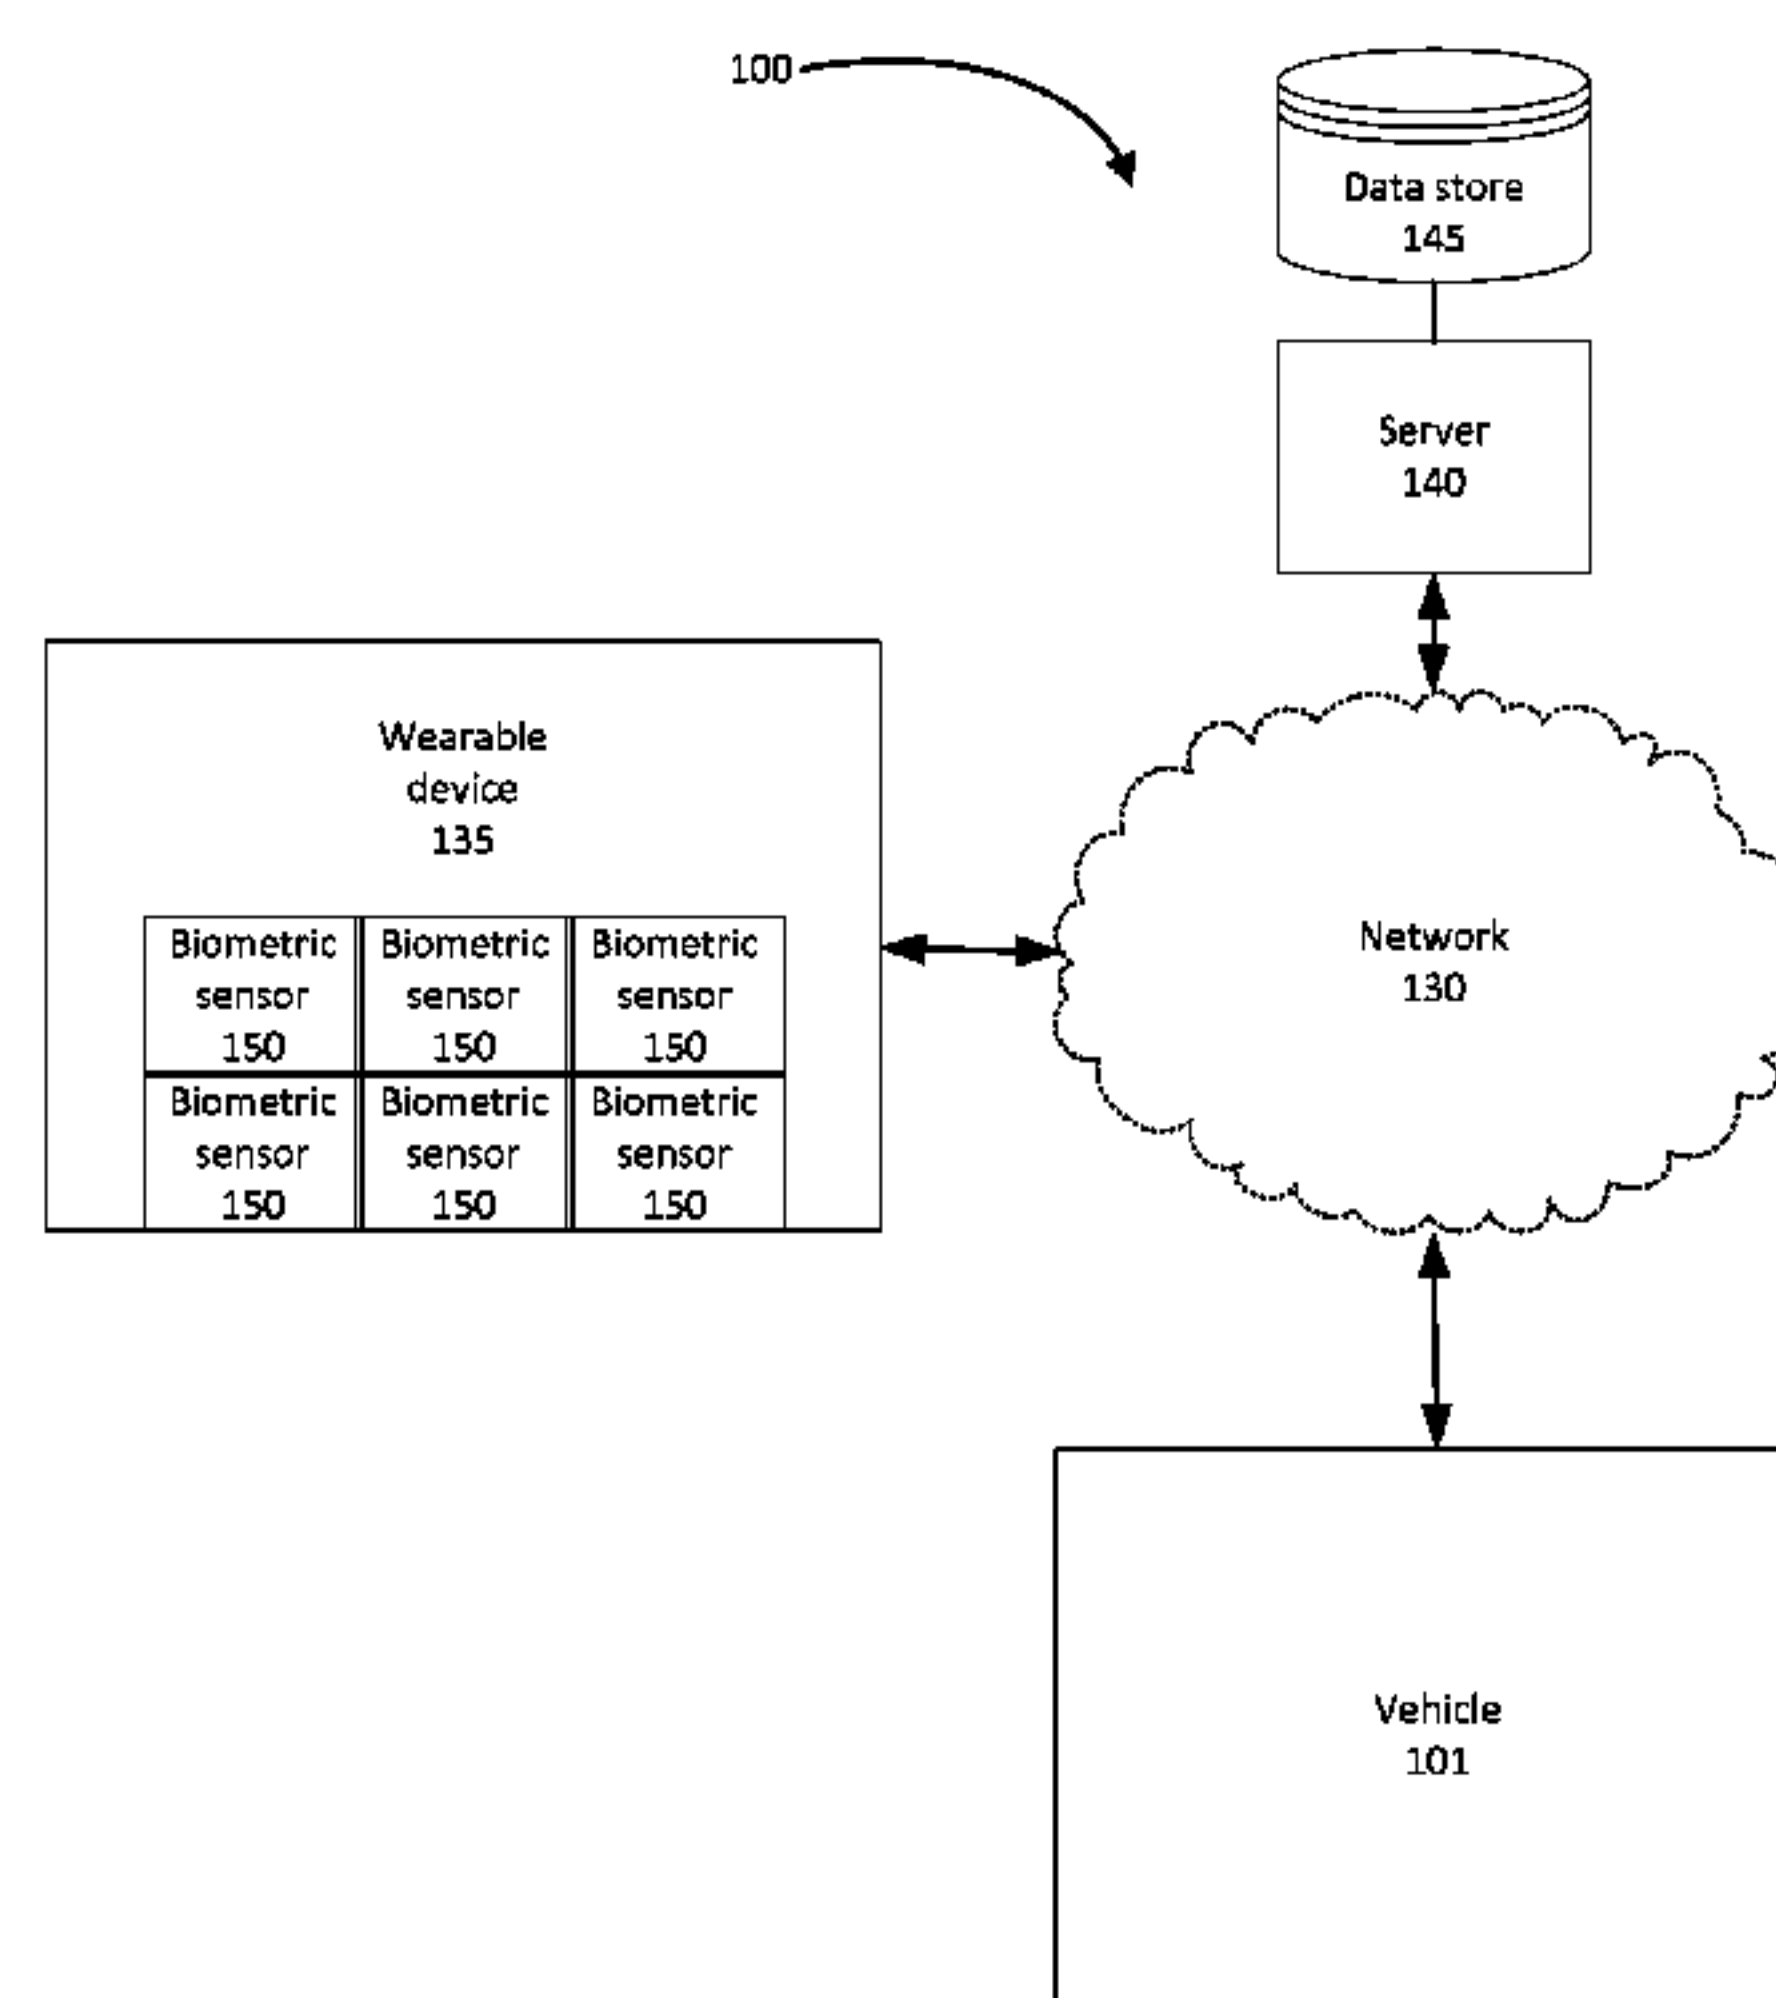 100
Data store
145
Server
140
Wearable
device
135
Biometric
sensor
150
Biometric
sensor
150
Biometric
sensor
150
Biometric
sensor
150
Biometric
sensor
150
Biometric
sensor
150
Network
130
Vehicle
101